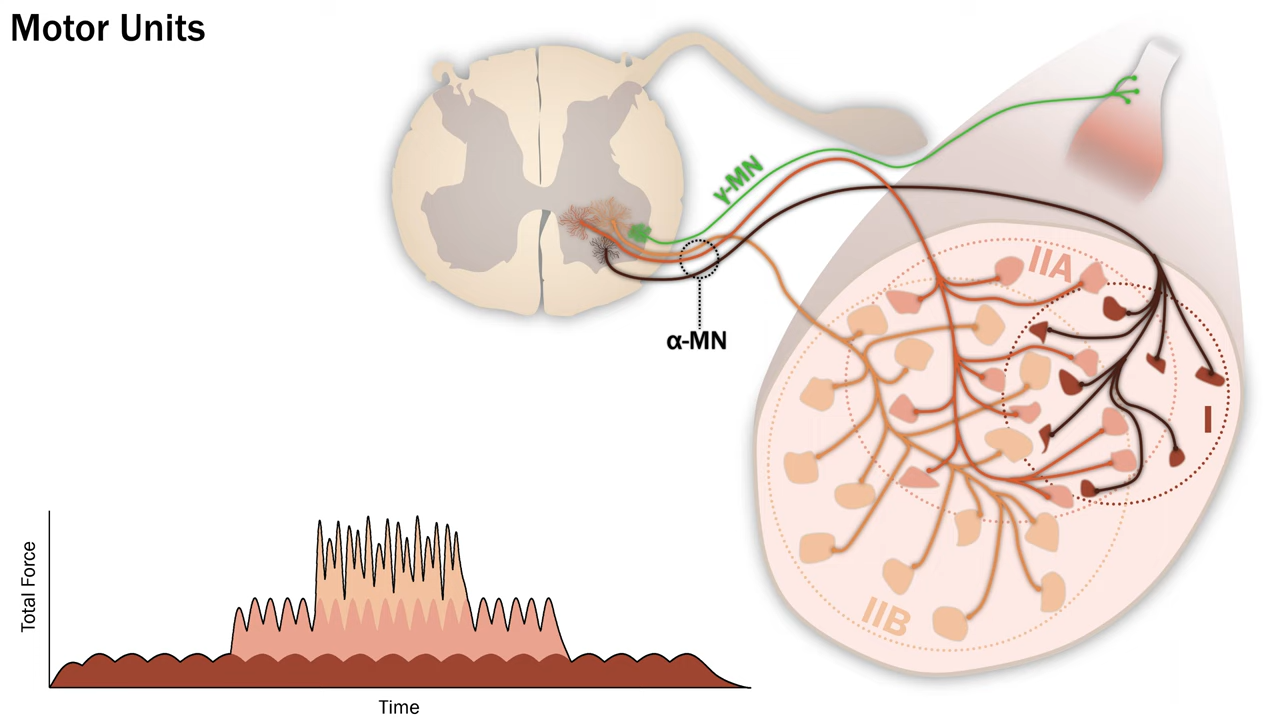 Motor Units
γ-MN
α-MN
IIA
I
IIB
Total Force
Time